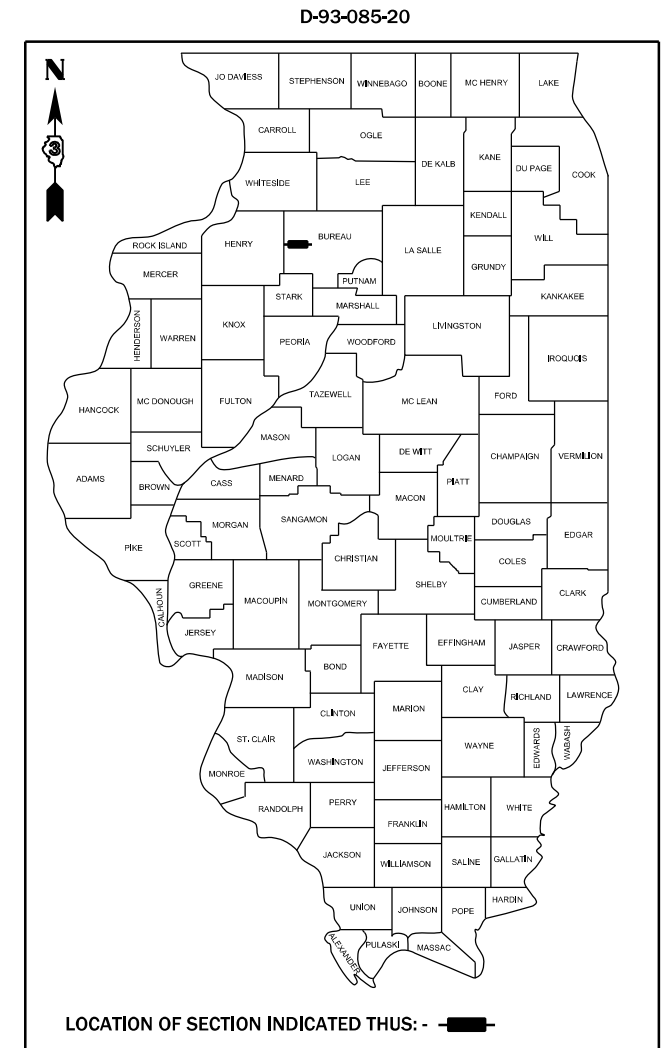 D-93-085-20
N
3
JO DAVIESS
STEPHENSON
WINNEBAGO
BOONE
MC HENRY
LAKE
CARROLL
OGLE
DE KALB
KANE
DU PAGE
COOK
WHITESIDE
LEE
KENDALL
WILL
ROCK ISLAND
HENRY
BUREAU
LA SALLE
GRUNDY
MERCER
PUTNAM
STARK
MARSHALL
KANKAKEE
HENDERSON
WARREN
KNOX
PEORIA
WOODFORD
LIVINGSTON
IROQUOIS
HANCOCK
MC DONOUGH
FULTON
TAZEWELL
MC LEAN
FORD
MASON
SCHUYLER
LOGAN
DE WITT
CHAMPAIGN
VERMILION
ADAMS
BROWN
CASS
MENARD
PIATT
MACON
MORGAN
SANGAMON
DOUGLAS
PIKE
SCOTT
CHRISTIAN
MOULTRIE
EDGAR
COLES
GREENE
SHELBY
CALHOUN
MACOUPIN
MONTGOMERY
CUMBERLAND
CLARK
JERSEY
FAYETTE
EFFINGHAM
JASPER
CRAWFORD
BOND
MADISON
CLAY
RICHLAND
LAWRENCE
CLINTON
MARION
ST. CLAIR
WAYNE
EDWARDS
WABASH
WASHINGTON
JEFFERSON
MONROE
RANDOLPH
PERRY
HAMILTON
WHITE
FRANKLIN
JACKSON
WILLIAMSON
SALINE
GALLATIN
HARDIN
UNION
JOHNSON
POPE
ALEXANDER
PULASKI
MASSAC
LOCATION OF SECTION INDICATED THUS: -